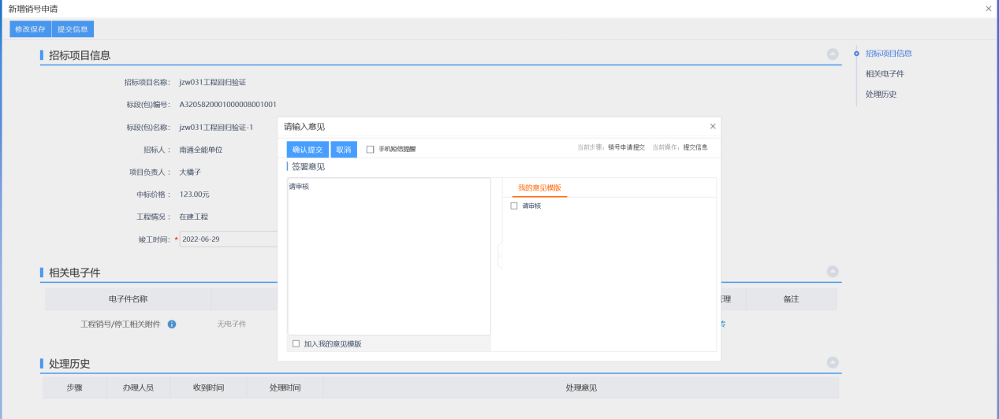 新增销号申请
修改保存 提交信息
招标项目信息
招标项目信息
相关电子件
处理历史
招标项目名称: jzw031工程回归验证
标段(包)编号: A3205820001000008001001
标段(包)名称: jzw031工程回归验证-1
招标人： 南通全能单位
项目负责人： 大橘子
中标价格： 123.00元
工程情况： 在建工程
竣工时间: * 2022-06-29
请输入意见
确认提交 取消 手机短信提醒 当前步骤：销号申请提交 当前操作：提交信息
签署意见
请审核
我的意见模版
请审核
加入我的意见模版
相关电子件
电子件名称 理 备注
工程销号/停工相关附件 无电子件
处理历史
步骤 办理人员 收到时间 处理时间 处理意见